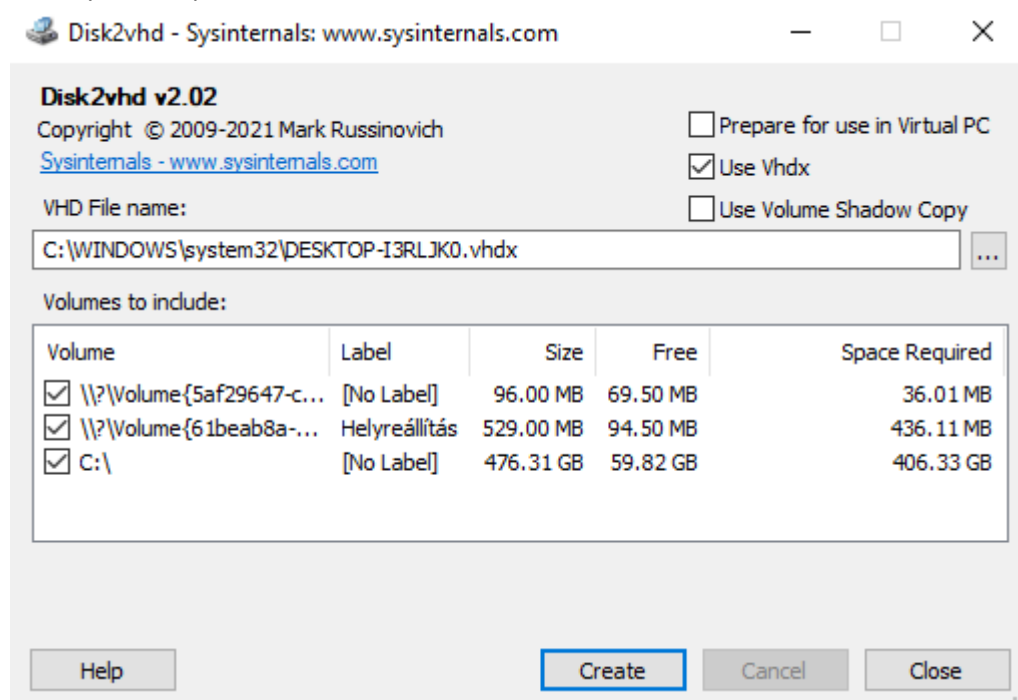 Disk2vhd - Sysinternals: www.sysinternals.com
Disk2vhd v2.02
Copyright © 2009-2021 Mark Russinovich
Sysinternals - www.sysinternals.com
Prepare for use in Virtual PC
Use Vhdx
Use Volume Shadow Copy
VHD File name:
C:\WINDOWS\system32\DESKTOP-I3RLJK0.vhdx
...
Volumes to include:
Volume Label Size Free Space Required
\\?\Volume{5af29647-c... [No Label] 96.00 MB 69.50 MB 36.01 MB
\\?\Volume{61beab8a-... Helyreállítás 529.00 MB 94.50 MB 436.11 MB
C:\ [No Label] 476.31 GB 59.82 GB 406.33 GB
Help Create Cancel Close